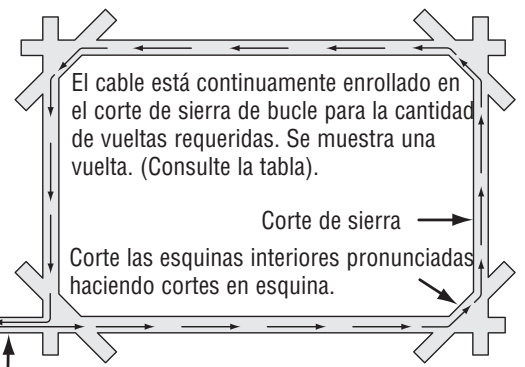 El cable está continuamente enrollado en
el corte de sierra de bucle para la cantidad
de vueltas requeridas. Se muestra una
vuelta. (Consulte la tabla).
Corte de sierra
Corte las esquinas interiores pronunciadas
haciendo cortes en esquina.